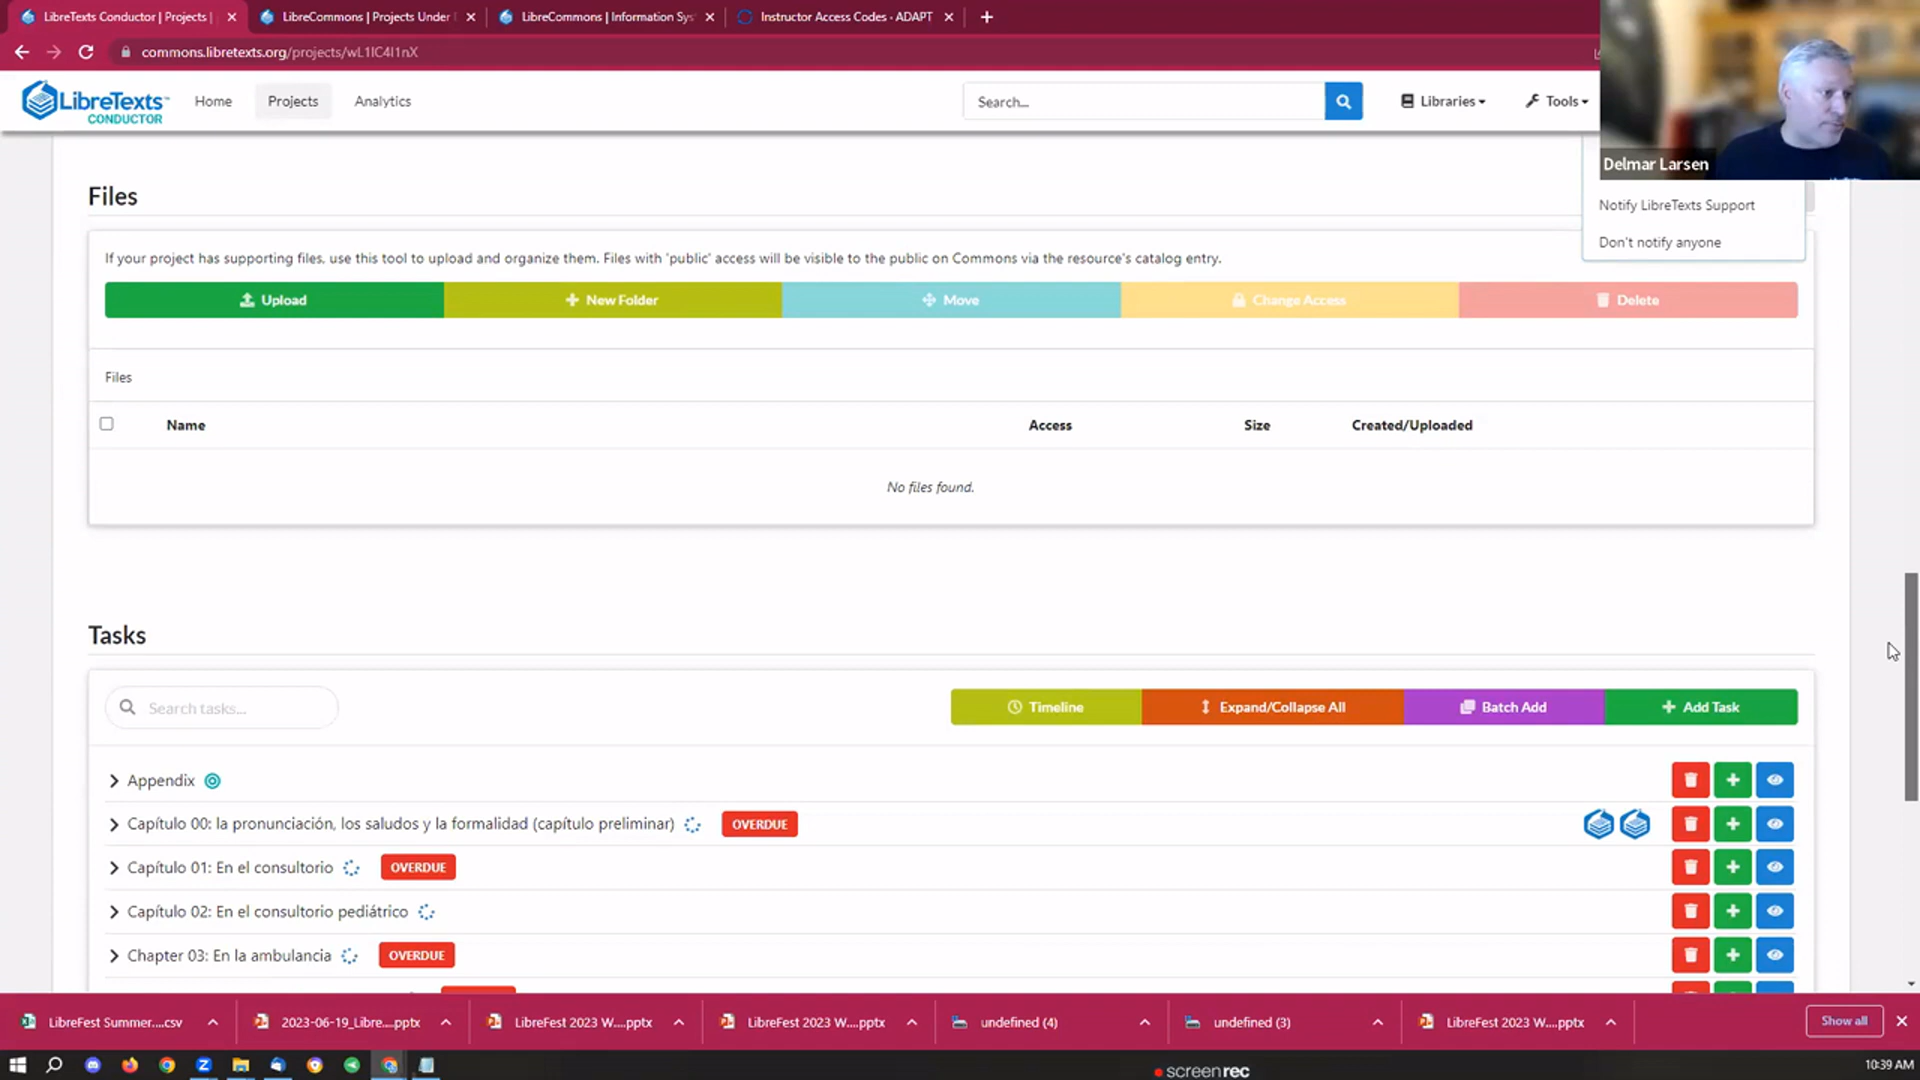 LibreTexts Conductor | Projects |
LibreCommons | Projects Under
LibreCommons | Information Sys
Instructor Access Codes - ADAPT
commons.libretexts.org/projects/wL1lC4l1nX
LibreTexts™
CONDUCTOR
Home
Projects
Analytics
Search...
Libraries
Tools
Delmar Larsen
Notify LibreTexts Support
Don't notify anyone
Files
If your project has supporting files, use this tool to upload and organize them. Files with 'public' access will be visible to the public on Commons via the resource's catalog entry.
Upload
New Folder
Move
Change Access
Delete
Files
Name
Access
Size
Created/Uploaded
No files found.
Tasks
Search tasks...
Timeline
Expand/Collapse All
Batch Add
Add Task
Appendix
Capítulo 00: la pronunciación, los saludos y la formalidad (capítulo preliminar)
OVERDUE
Capítulo 01: En el consultorio
OVERDUE
Capítulo 02: En el consultorio pediátrico
Chapter 03: En la ambulancia
OVERDUE
LibreFest Summer....csv
2023-06-19_Libre....pptx
LibreFest 2023 W....pptx
LibreFest 2023 W....pptx
undefined (4)
undefined (3)
LibreFest 2023 W....pptx
Show all
screenrec
10:39 AM